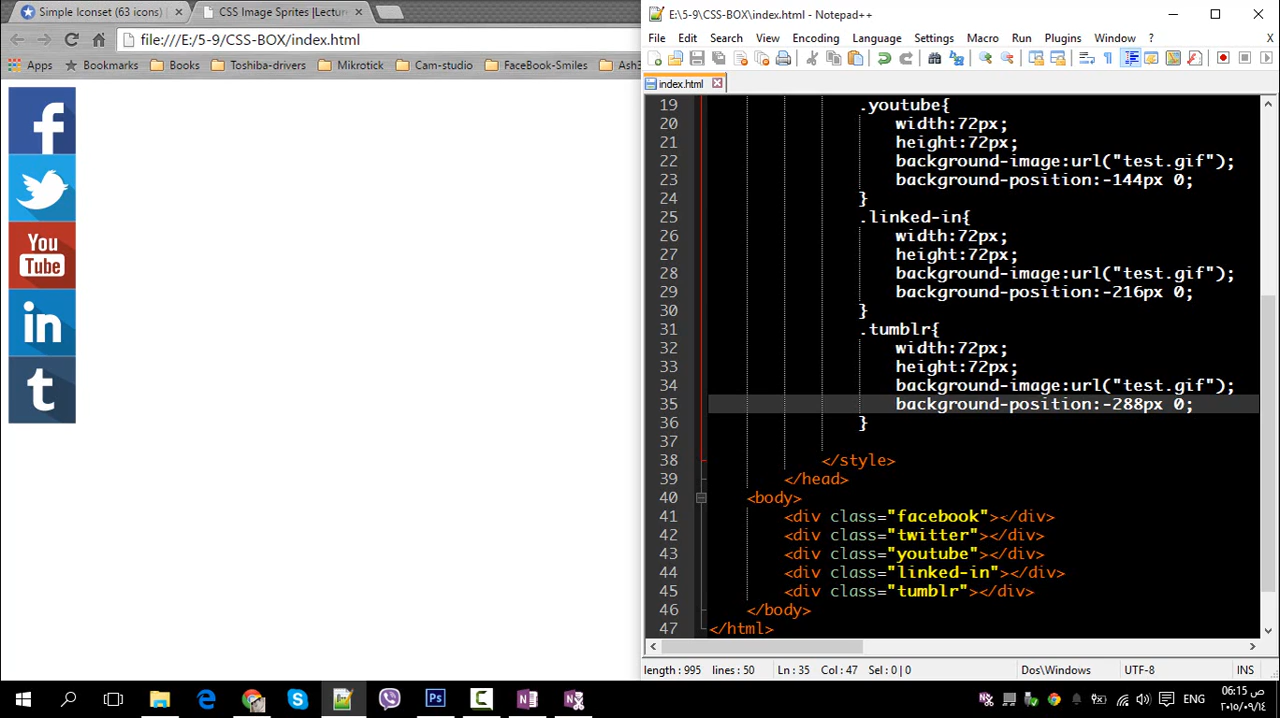 Simple Iconset (63 icons) |
CSS Image Sprites |Lectur
file:///E:/5-9/CSS-BOX/index.html
Apps
Bookmarks
Books
Toshiba-drivers
Mikrotick
Cam-studio
FaceBook-Smiles
Ash3
f
You
Tube
in
t
E:\5-9\CSS-BOX\index.html - Notepad++
File Edit Search View Encoding Language Settings Macro Run Plugins Window ? X
index.html
19 .youtube{
20 width:72px;
21 height:72px;
22 background-image:url("test.gif");
23 background-position:-144px 0;
24 }
25 .linked-in{
26 width:72px;
27 height:72px;
28 background-image:url("test.gif");
29 background-position:-216px 0;
30 }
31 .tumblr{
32 width:72px;
33 height:72px;
34 background-image:url("test.gif");
35 background-position:-288px 0;
36 }
37
38 </style>
39 </head>
40 <body>
41 <div class="facebook"></div>
42 <div class="twitter"></div>
43 <div class="youtube"></div>
44 <div class="linked-in"></div>
45 <div class="tumblr"></div>
46 </body>
47 </html>
length : 995 lines : 50 Ln : 35 Col : 47 Sel : 0 | 0 Dos\Windows UTF-8 INS
Ps
C
N
N
ENG
06:15 ص
٢٠١٥/٠٩/١٤